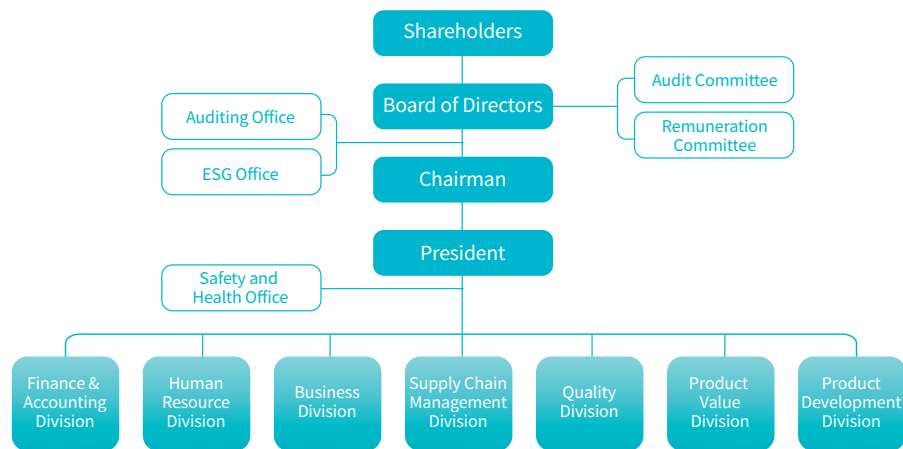 Shareholders
Board of Directors
Audit Committee
Remuneration
Committee
Auditing Office
ESG Office
Chairman
President
Safety and
Health Office
Finance &
Accounting
Division
Human
Resource
Division
Business
Division
Supply Chain
Management
Division
Quality
Division
Product
Value
Division
Product
Development
Division